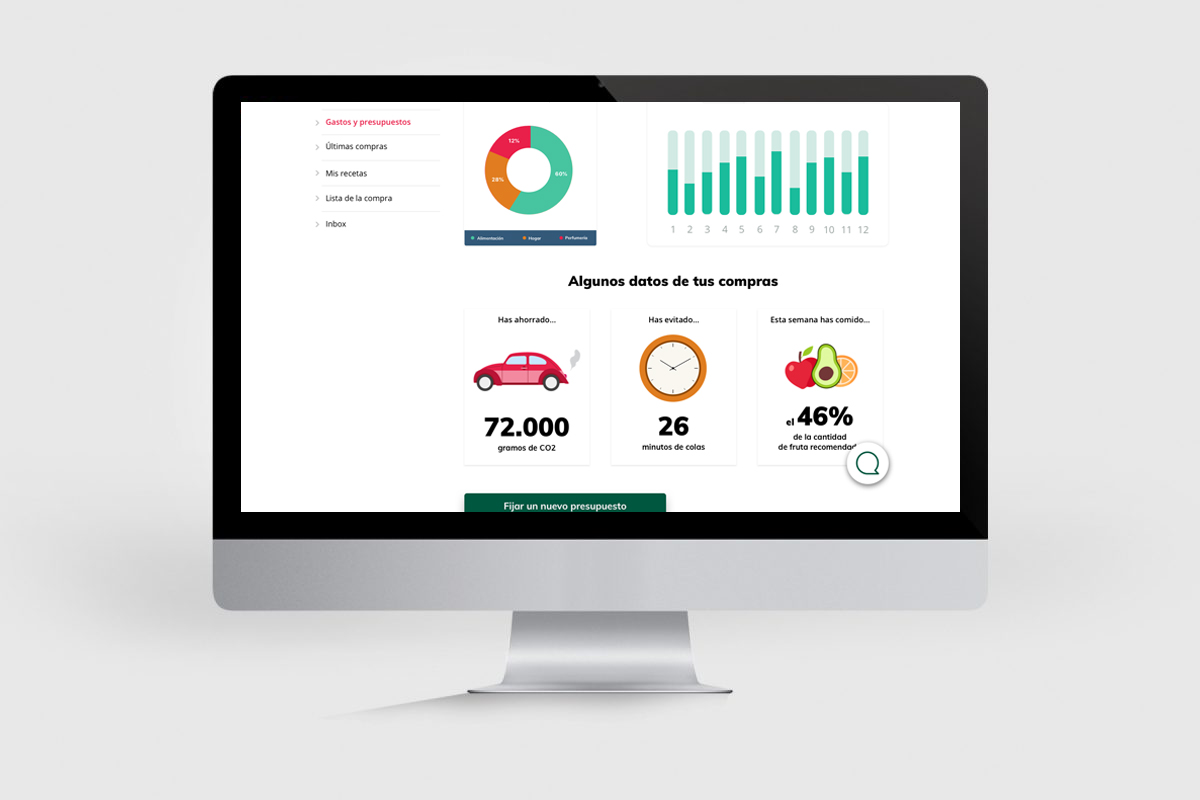 Gastos y presupuestos
Últimas compras
Mis recetas
Lista de la compra
Inbox
12%
28%
60%
Alimentación Hogar Perfumería
1 2 3 4 5 6 7 8 9 10 11 12
Algunos datos de tus compras
Has ahorrado...
72.000
gramos de CO2
Has evitado...
26
minutos de colas
Esta semana has comido...
el 46%
de la cantidad
de fruta recomendad
Fijar un nuevo presupuesto